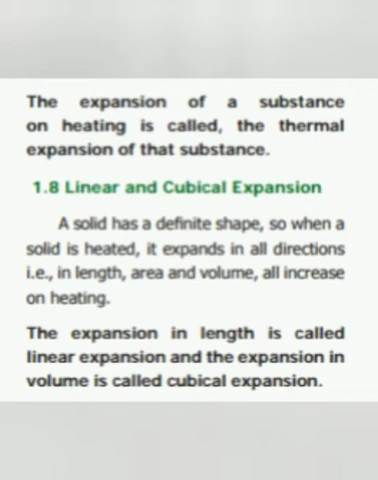 The expansion of a substance
on heating is called, the thermal
expansion of that substance.
1.8 Linear and Cubical Expansion
A solid has a definite shape, so when a
solid is heated, it expands in all directions
i.e., in length, area and volume, all increase
on heating.
The expansion in length is called
linear expansion and the expansion in
volume is called cubical expansion.